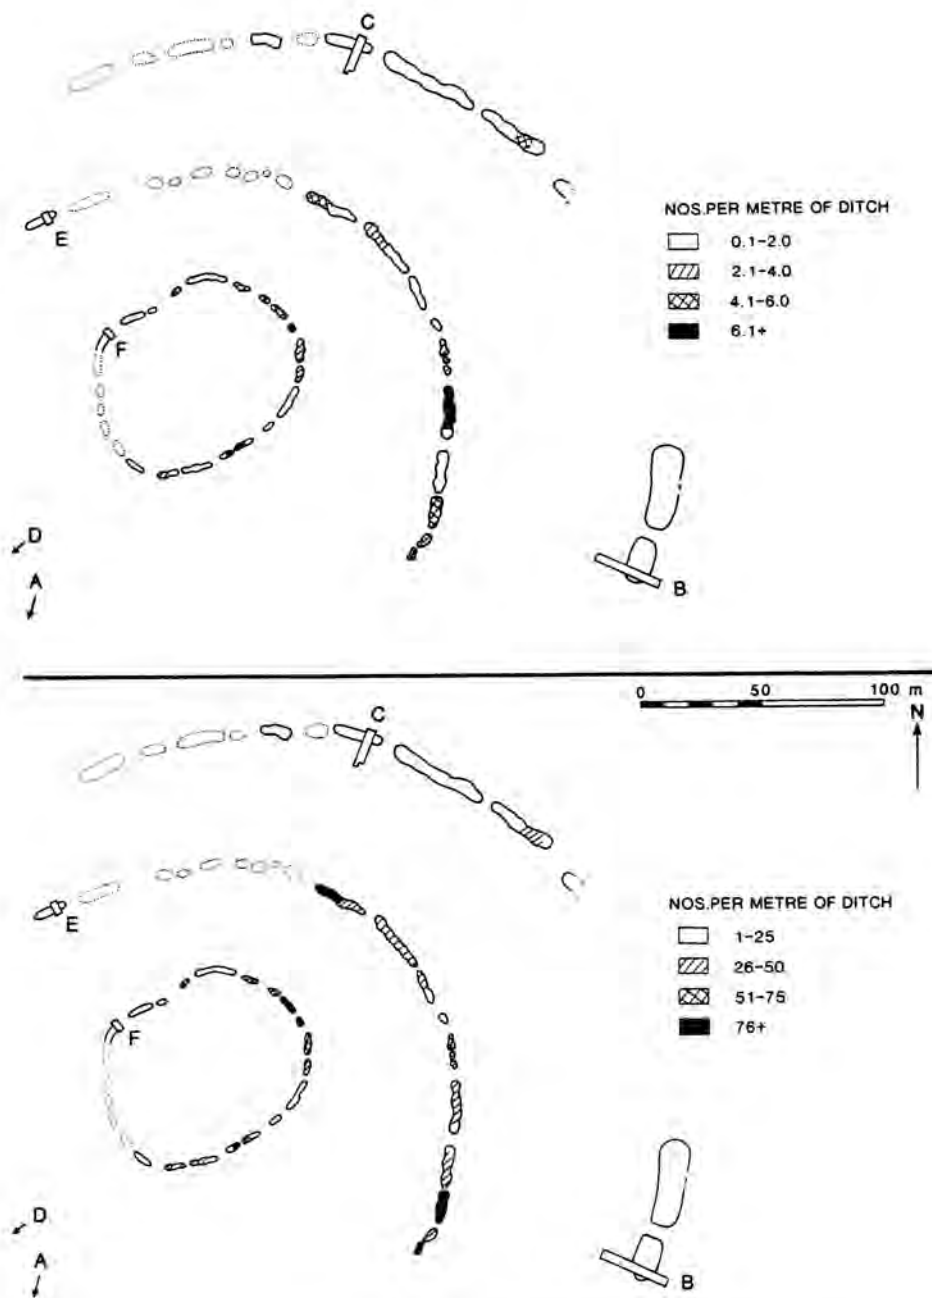 C
E
F
D
A
B
NOS.PER METRE OF DITCH
0.1-2.0
2.1-4.0
4.1-6.0
6.1+
0 50 100 m
N
C
E
F
D
A
B
NOS.PER METRE OF DITCH
1-25
26-50
51-75
76+